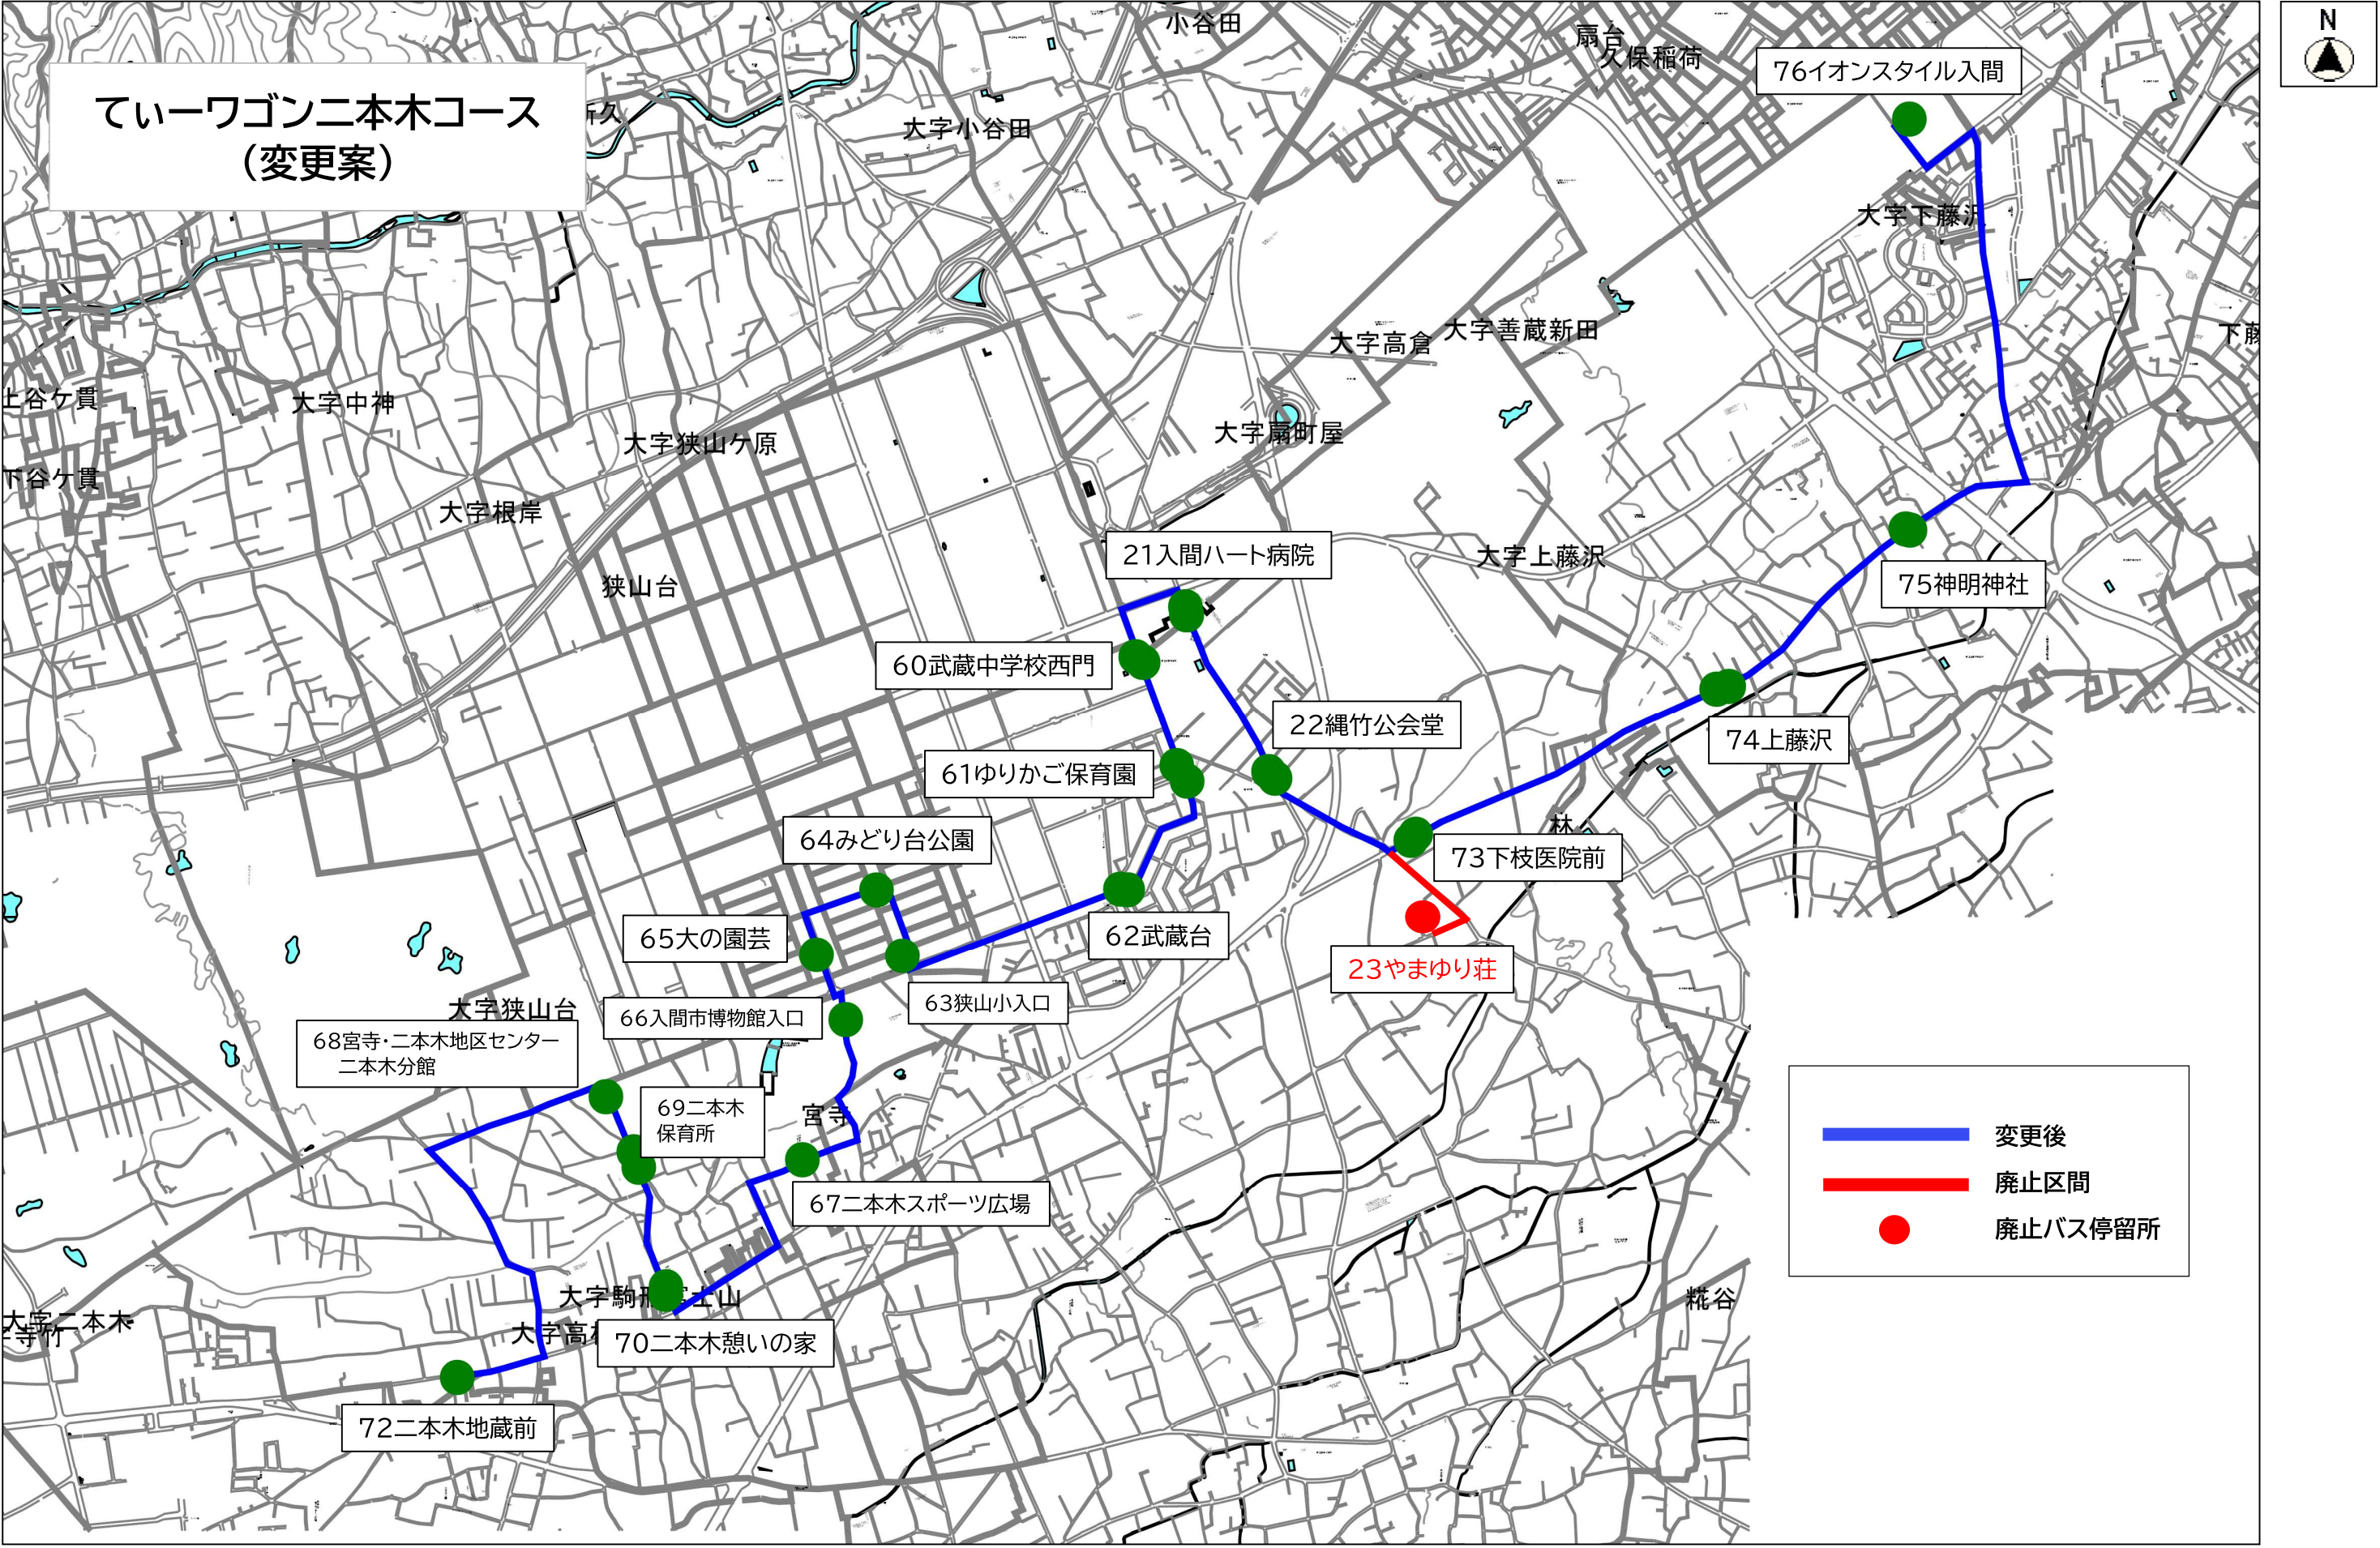 てぃーワゴン二本木コース
(変更案)
N
小谷田
扇台
久保稲荷
76イオンスタイル入間
新久
大字小谷田
大字下藤沢
大字善蔵新田
大字高倉
上谷ケ貫
大字中神
大字狭山ケ原
大字扇町屋
下谷ケ貫
大字根岸
狭山台
21入間ハート病院
大字上藤沢
75神明神社
60武蔵中学校西門
22縄竹公会堂
74上藤沢
61ゆりかご保育園
林
64みどり台公園
73下枝医院前
65大の園芸
62武蔵台
23やまゆり荘
大字狭山台
66入間市博物館入口
63狭山小入口
68宮寺・二本木地区センター
二本木分館
69二本木
保育所
宮寺
67二本木スポーツ広場
変更後
廃止区間
廃止バス停留所
糀谷
大字二本木
70二本木憩いの家
72二本木地蔵前